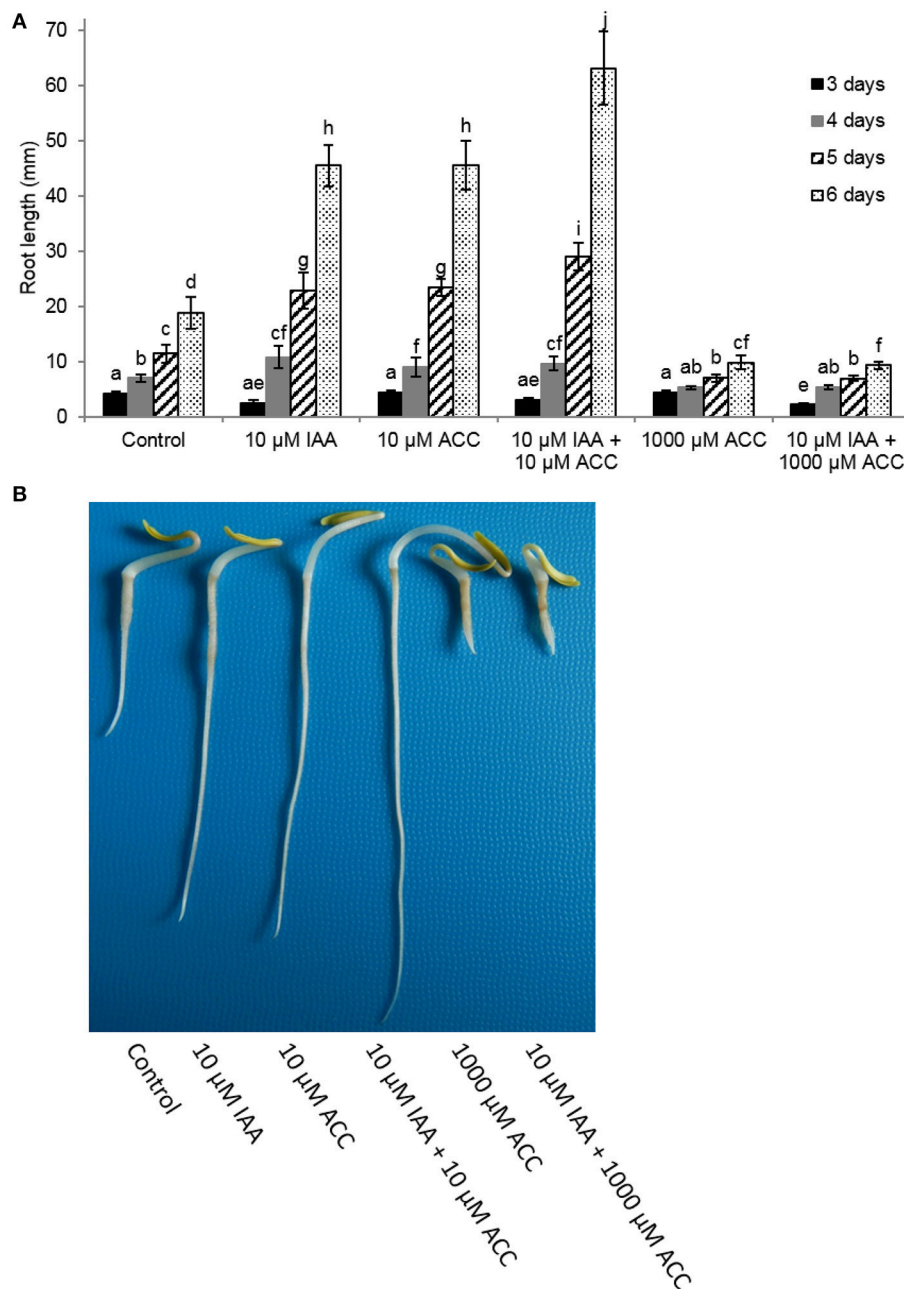 A
70
60
50
40
30
20
10
0
Root length (mm)
a b c d
ae cf g h
a f g h
ae cf i j
a ab b cf
e ab b f
3 days
4 days
5 days
6 days
Control
10 µM IAA
10 µM ACC
10 µM IAA +
10 µM ACC
1000 µM ACC
10 µM IAA +
1000 µM ACC
B
Control
10 µM IAA
10 µM ACC
10 µM IAA + 10 µM ACC
1000 µM ACC
10 µM IAA + 1000 µM ACC